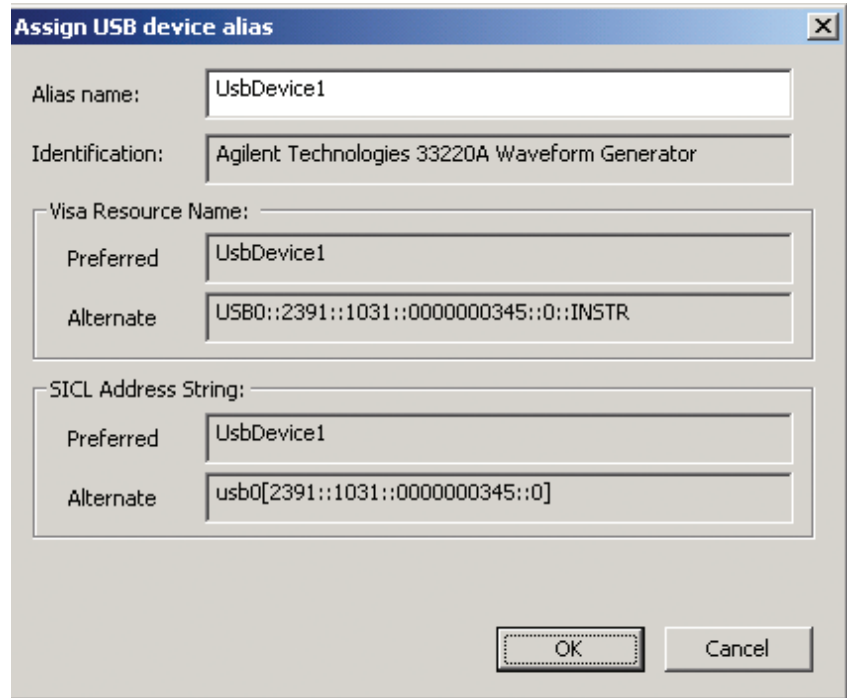 Assign USB device alias
Alias name: UsbDevice1
Identification: Agilent Technologies 33220A Waveform Generator
Visa Resource Name:
Preferred UsbDevice1
Alternate USB0::2391::1031::0000000345::0::INSTR
SICL Address String:
Preferred UsbDevice1
Alternate usb0[2391::1031::0000000345::0]
OK Cancel